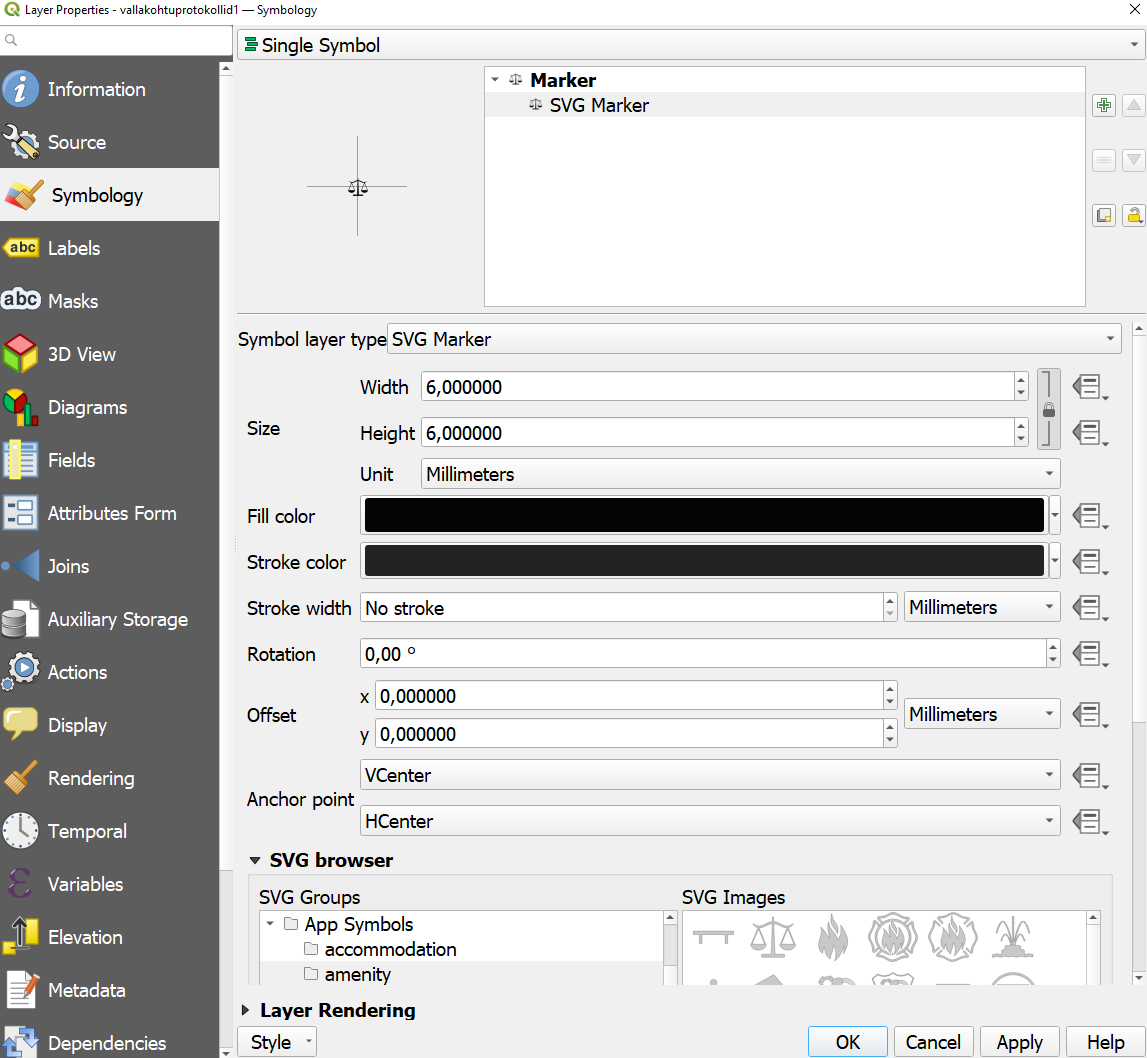 Layer Properties - vallakohtuprotokollid1 — Symbology
Single Symbol
Information
Source
Symbology
abc Labels
abc Masks
3D View
Diagrams
Fields
Attributes Form
Joins
Auxiliary Storage
Actions
Display
Rendering
Temporal
Variables
Elevation
Metadata
Dependencies
Marker
SVG Marker
Symbol layer type SVG Marker
Size
Width 6,000000
Height 6,000000
Unit Millimeters
Fill color
Stroke color
Stroke width No stroke Millimeters
Rotation 0,00 °
Offset
x 0,000000
y 0,000000
Millimeters
Anchor point
VCenter
HCenter
SVG browser
SVG Groups
App Symbols
accommodation
amenity
SVG Images
Layer Rendering
Style OK Cancel Apply Help